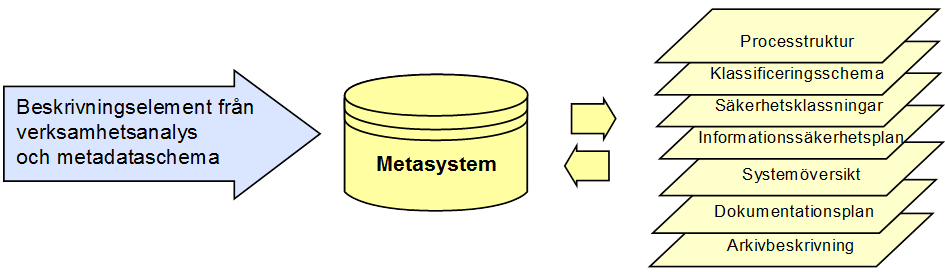 Beskrivningselement från
verksamhetsanalys
och metadataschema
Metasystem
Processtruktur
Klassificeringsschema
Säkerhetsklassningar
Informationssäkerhetsplan
Systemöversikt
Dokumentationsplan
Arkivbeskrivning